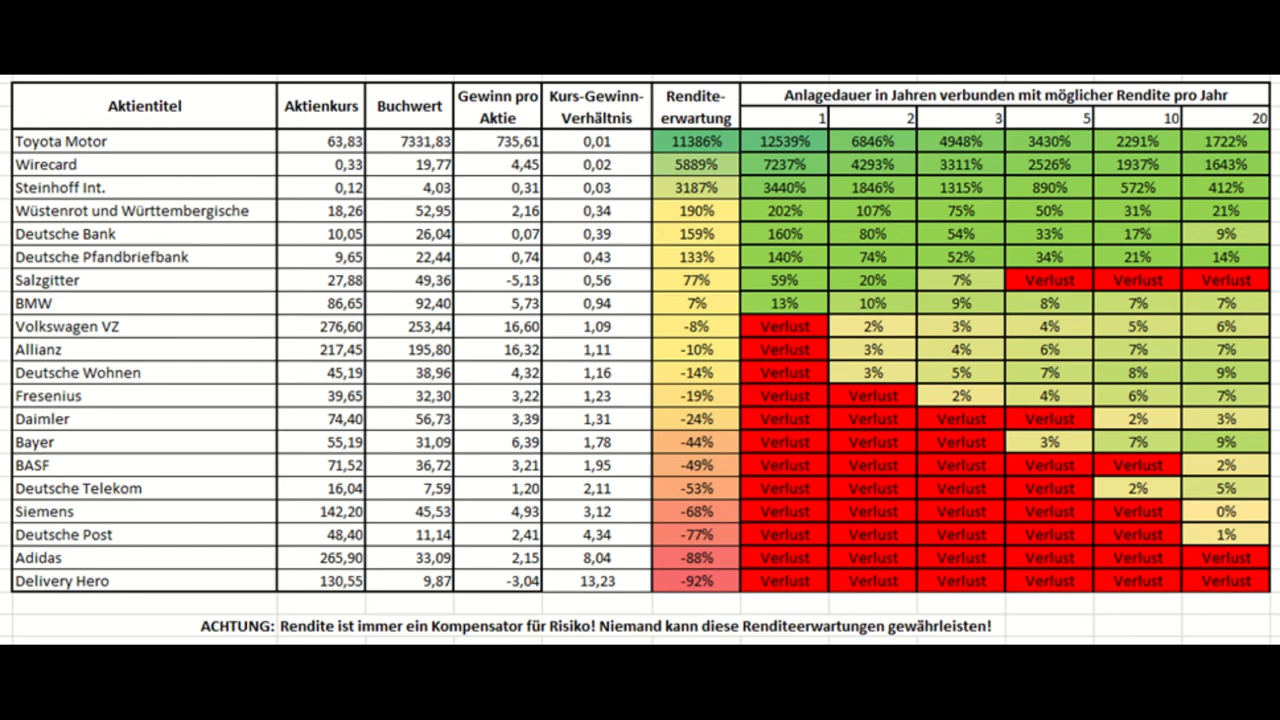 Aktientitel Aktienkurs Buchwert Gewinn pro Aktie Kurs-Gewinn-Verhältnis Rendite-erwartung Anlagedauer in Jahren verbunden mit möglicher Rendite pro Jahr
1 2 3 5 10 20
Toyota Motor 63,83 7331,83 735,61 0,01 11386% 12539% 6846% 4948% 3430% 2291% 1722%
Wirecard 0,33 19,77 4,45 0,02 5889% 7237% 4293% 3311% 2526% 1937% 1643%
Steinhoff Int. 0,12 4,03 0,31 0,03 3187% 3440% 1846% 1315% 890% 572% 412%
Wüstenrot und Württembergische 18,26 52,95 2,16 0,34 190% 202% 107% 75% 50% 31% 21%
Deutsche Bank 10,05 26,04 0,07 0,39 159% 160% 80% 54% 33% 17% 9%
Deutsche Pfandbriefbank 9,65 22,44 0,74 0,43 133% 140% 74% 52% 34% 21% 14%
Salzgitter 27,88 49,36 -5,13 0,56 77% 59% 20% 7% Verlust Verlust Verlust
BMW 86,65 92,40 5,73 0,94 7% 13% 10% 9% 8% 7% 7%
Volkswagen VZ 276,60 253,44 16,60 1,09 -8% Verlust 2% 3% 4% 5% 6%
Allianz 217,45 195,80 16,32 1,11 -10% Verlust 3% 4% 6% 7% 7%
Deutsche Wohnen 45,19 38,96 4,32 1,16 -14% Verlust 3% 5% 7% 8% 9%
Fresenius 39,65 32,30 3,22 1,23 -19% Verlust Verlust 2% 4% 6% 7%
Daimler 74,40 56,73 3,39 1,31 -24% Verlust Verlust Verlust Verlust 2% 3%
Bayer 55,19 31,09 6,39 1,78 -44% Verlust Verlust Verlust 3% 7% 9%
BASF 71,52 36,72 3,21 1,95 -49% Verlust Verlust Verlust Verlust Verlust 2%
Deutsche Telekom 16,04 7,59 1,20 2,11 -53% Verlust Verlust Verlust Verlust 2% 5%
Siemens 142,20 45,53 4,93 3,12 -68% Verlust Verlust Verlust Verlust Verlust 0%
Deutsche Post 48,40 11,14 2,41 4,34 -77% Verlust Verlust Verlust Verlust Verlust 1%
Adidas 265,90 33,09 2,15 8,04 -88% Verlust Verlust Verlust Verlust Verlust Verlust
Delivery Hero 130,55 9,87 -3,04 13,23 -92% Verlust Verlust Verlust Verlust Verlust Verlust
ACHTUNG: Rendite ist immer ein Kompensator für Risiko! Niemand kann diese Renditeerwartungen gewährleisten!